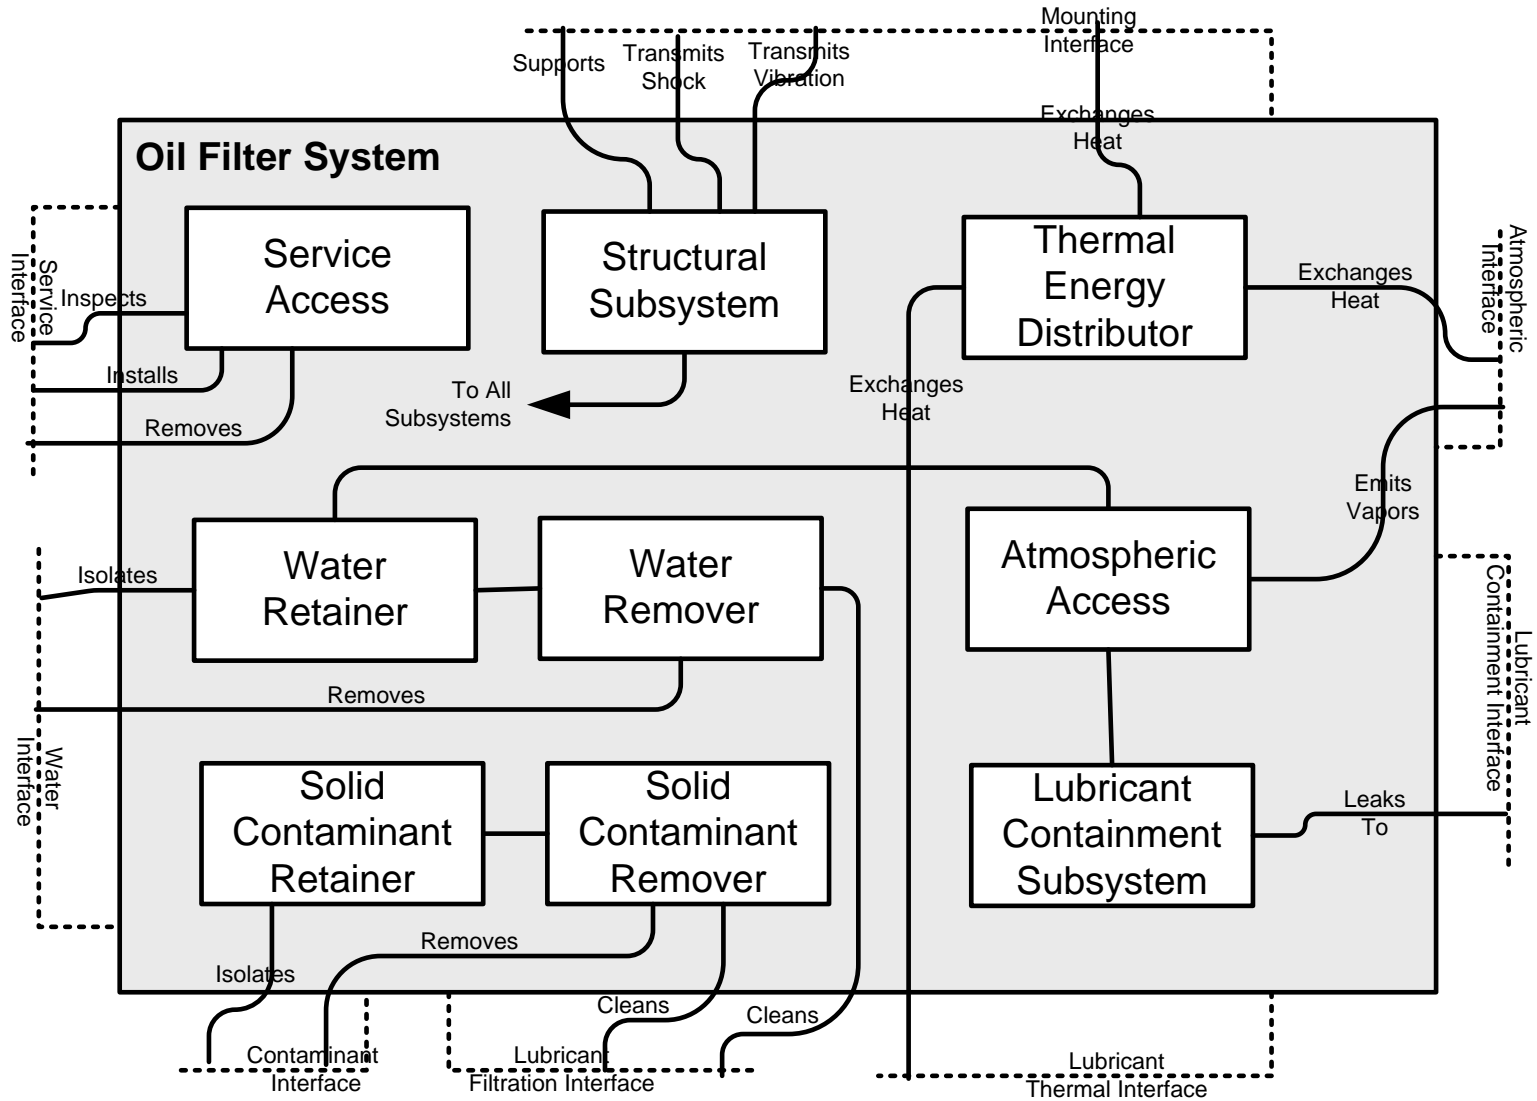 Mounting
Interface
Supports
Transmits
Shock
Transmits
Vibration
Exchanges
Heat
Oil Filter System
Service
Interface
Inspects
Installs
Removes
Service
Access
Structural
Subsystem
Thermal
Energy
Distributor
Exchanges
Heat
Atmospheric
Interface
To All
Subsystems
Exchanges
Heat
Emits
Vapors
Isolates
Water
Retainer
Water
Remover
Atmospheric
Access
Lubricant
Containment Interface
Removes
Water
Interface
Solid
Contaminant
Retainer
Solid
Contaminant
Remover
Lubricant
Containment
Subsystem
Leaks
To
Removes
Isolates
Cleans
Cleans
Contaminant
Interface
Lubricant
Filtration Interface
Lubricant
Thermal Interface